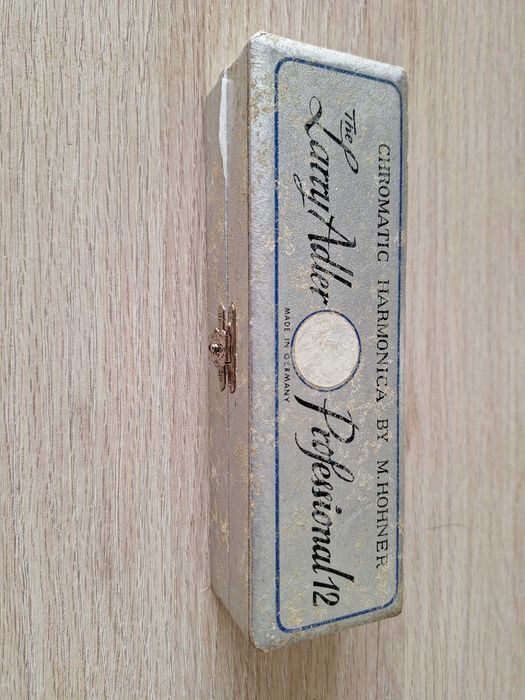 CHROMATIC HARMONICA BY M. HOHNER
The
Larry Adler Professional 12
MADE IN GERMANY